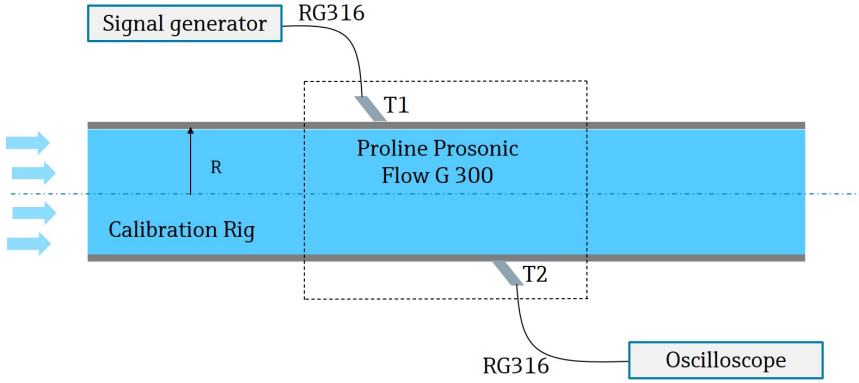 Signal generator
RG316
T1
Proline Prosonic
Flow G 300
R
Calibration Rig
T2
RG316
Oscilloscope